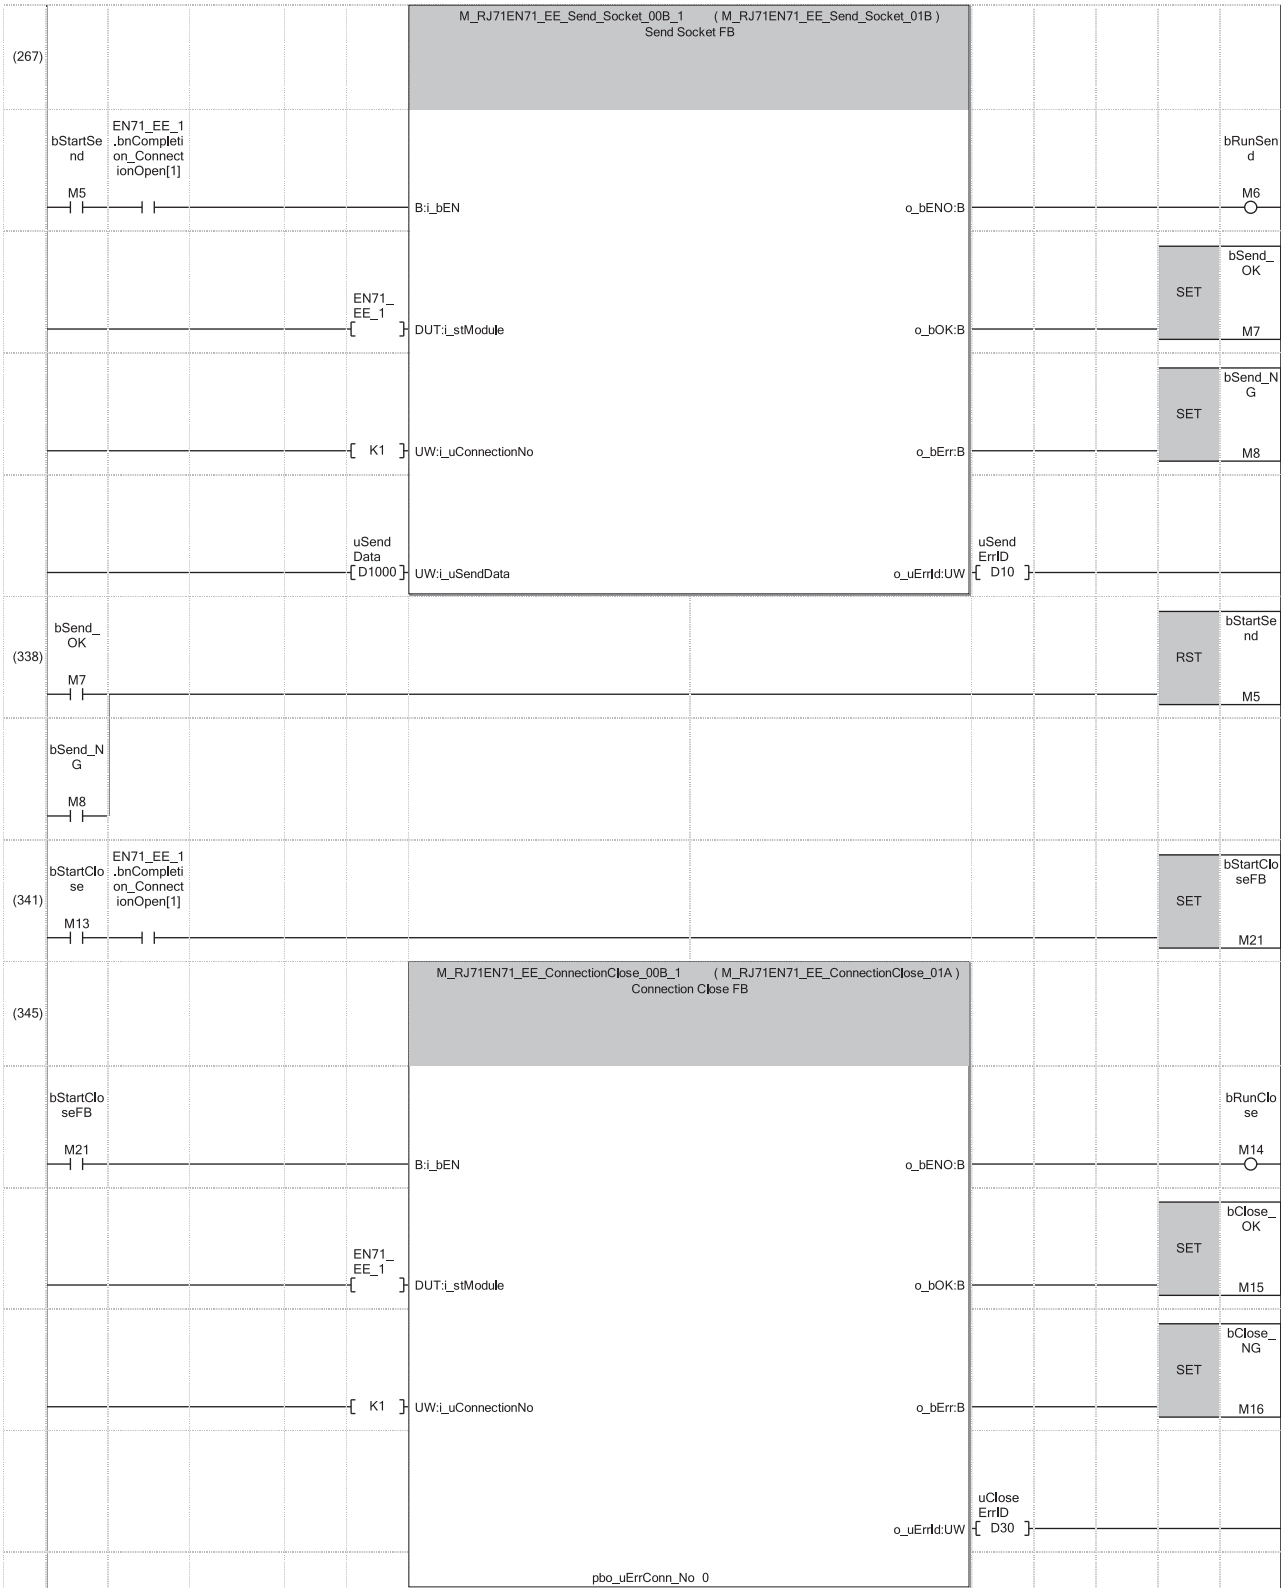 M_RJ71EN71_EE_Send_Socket_00B_1 ( M_RJ71EN71_EE_Send_Socket_01B )
Send Socket FB
(267)
bStartSe
nd
EN71_EE_1
.bnCompleti
on_Connect
ionOpen[1]
M5
B:i_bEN
o_bENO:B
bRunSen
d
M6
EN71_
EE_1
DUT:i_stModule
o_bOK:B
SET
bSend_
OK
M7
K1
UW:i_uConnectionNo
o_bErr:B
SET
bSend_N
G
M8
uSend
Data
D1000
UW:i_uSendData
o_uErrId:UW
uSend
ErrID
D10
(338)
bSend_
OK
M7
RST
bStartSe
nd
M5
bSend_N
G
M8
(341)
bStartClo
se
M13
EN71_EE_1
.bnCompleti
on_Connect
ionOpen[1]
SET
bStartClo
seFB
M21
M_RJ71EN71_EE_ConnectionClose_00B_1 ( M_RJ71EN71_EE_ConnectionClose_01A )
Connection Close FB
(345)
bStartClo
seFB
M21
B:i_bEN
o_bENO:B
bRunClo
se
M14
EN71_
EE_1
DUT:i_stModule
o_bOK:B
SET
bClose_
OK
M15
K1
UW:i_uConnectionNo
o_bErr:B
SET
bClose_
NG
M16
o_uErrId:UW
uClose
ErrID
D30
pbo_uErrConn_No 0